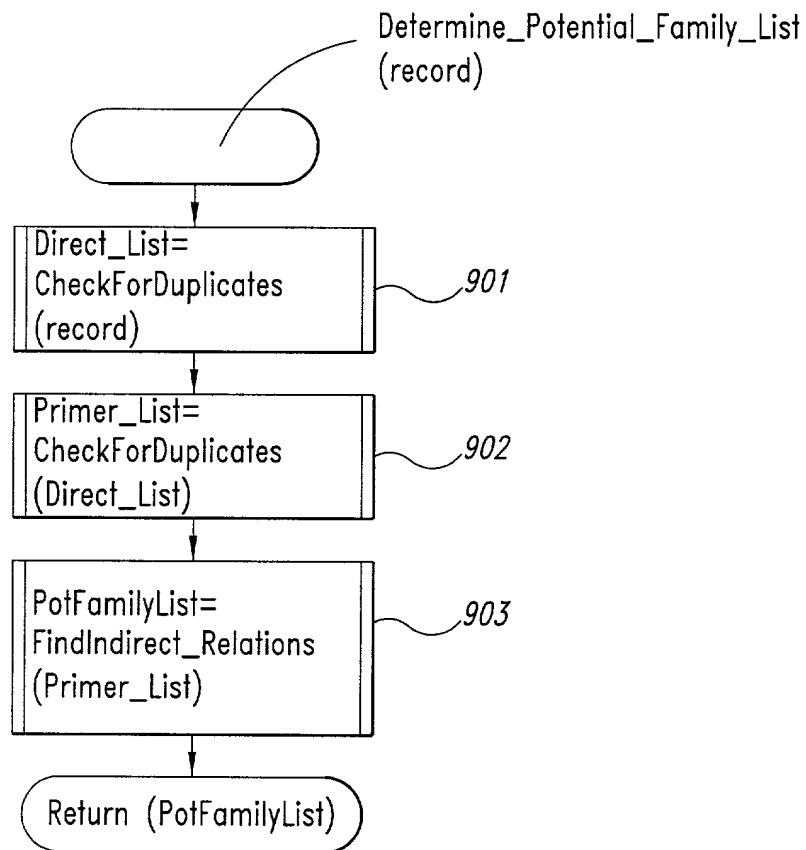 Determine_Potential_Family_List
(record)
Direct_List=
CheckForDuplicates
(record)
901
Primer_List=
CheckForDuplicates
(Direct_List)
902
PotFamilyList=
FindIndirect_Relations
(Primer_List)
903
Return (PotFamilyList)